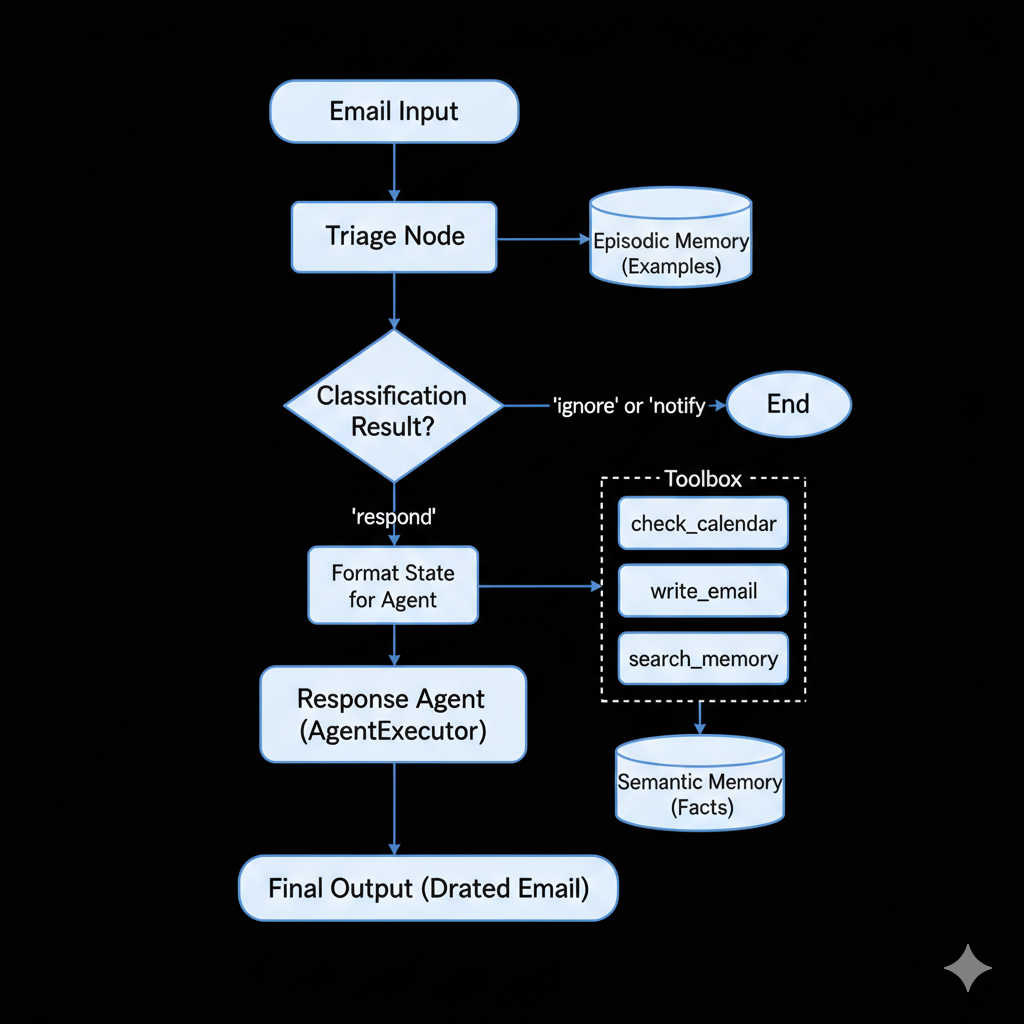 Email Input
Triage Node
Episodic Memory
(Examples)
Classification
Result?
'ignore' or 'notify
End
Toolbox
check_calendar
write_email
search_memory
'respond'
Format State
for Agent
Response Agent
(AgentExecutor)
Semantic Memory
(Facts)
Final Output (Drated Email)